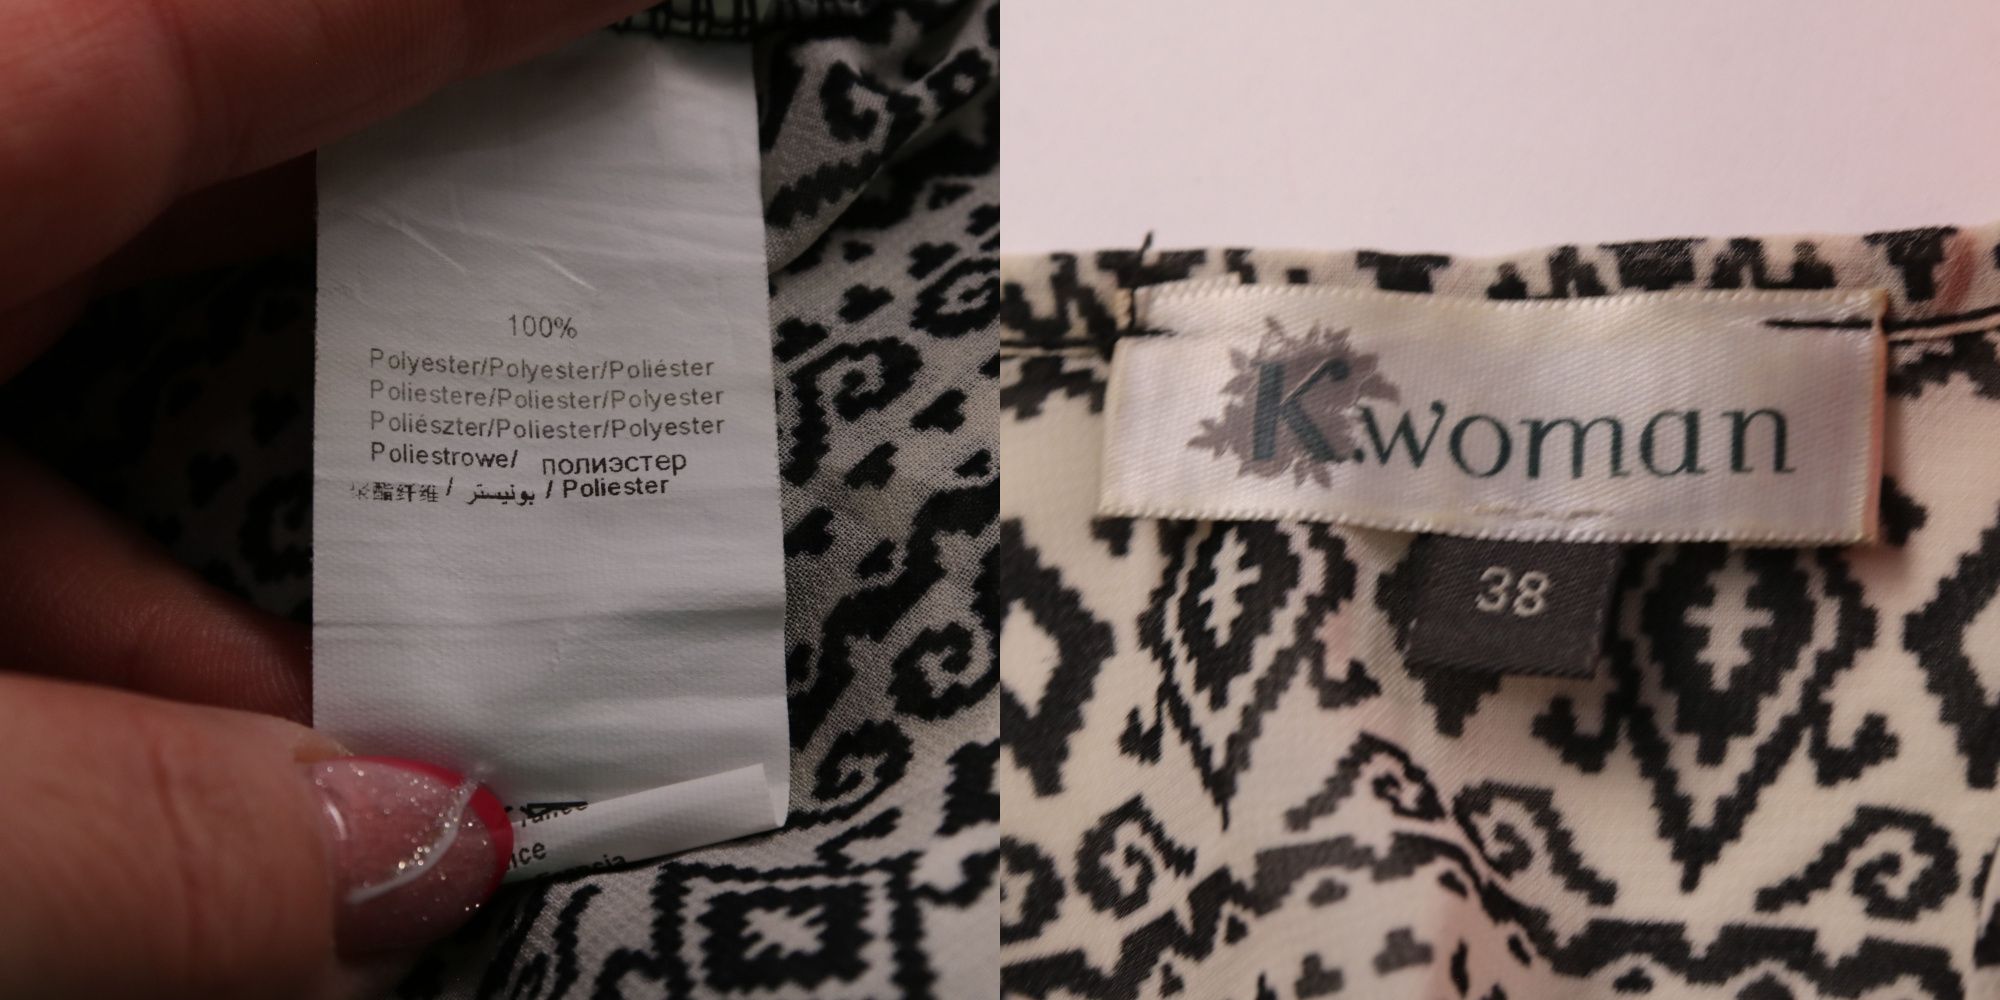 100%
Polyester/Polyester/Poliéster
Poliestere/Poliester/Polyester
Poliészter/Poliester/Polyester
Poliestrowe/ полиэстер
聚酯纤维 / بونيستر / Poliester
K.woman
38